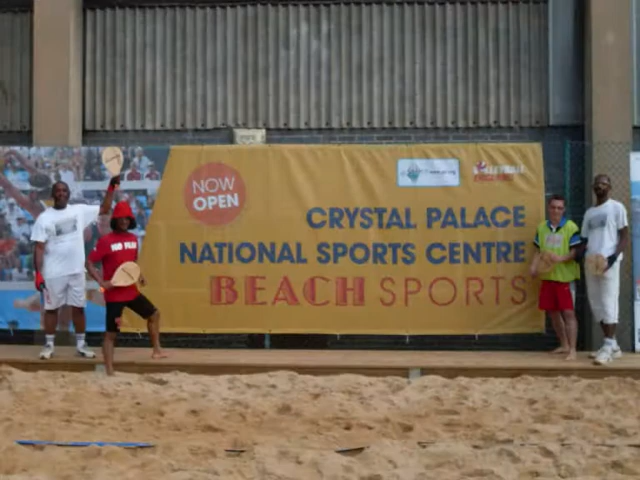 NOW
OPEN
CRYSTAL PALACE
NATIONAL SPORTS CENTRE
BEACH SPORTS